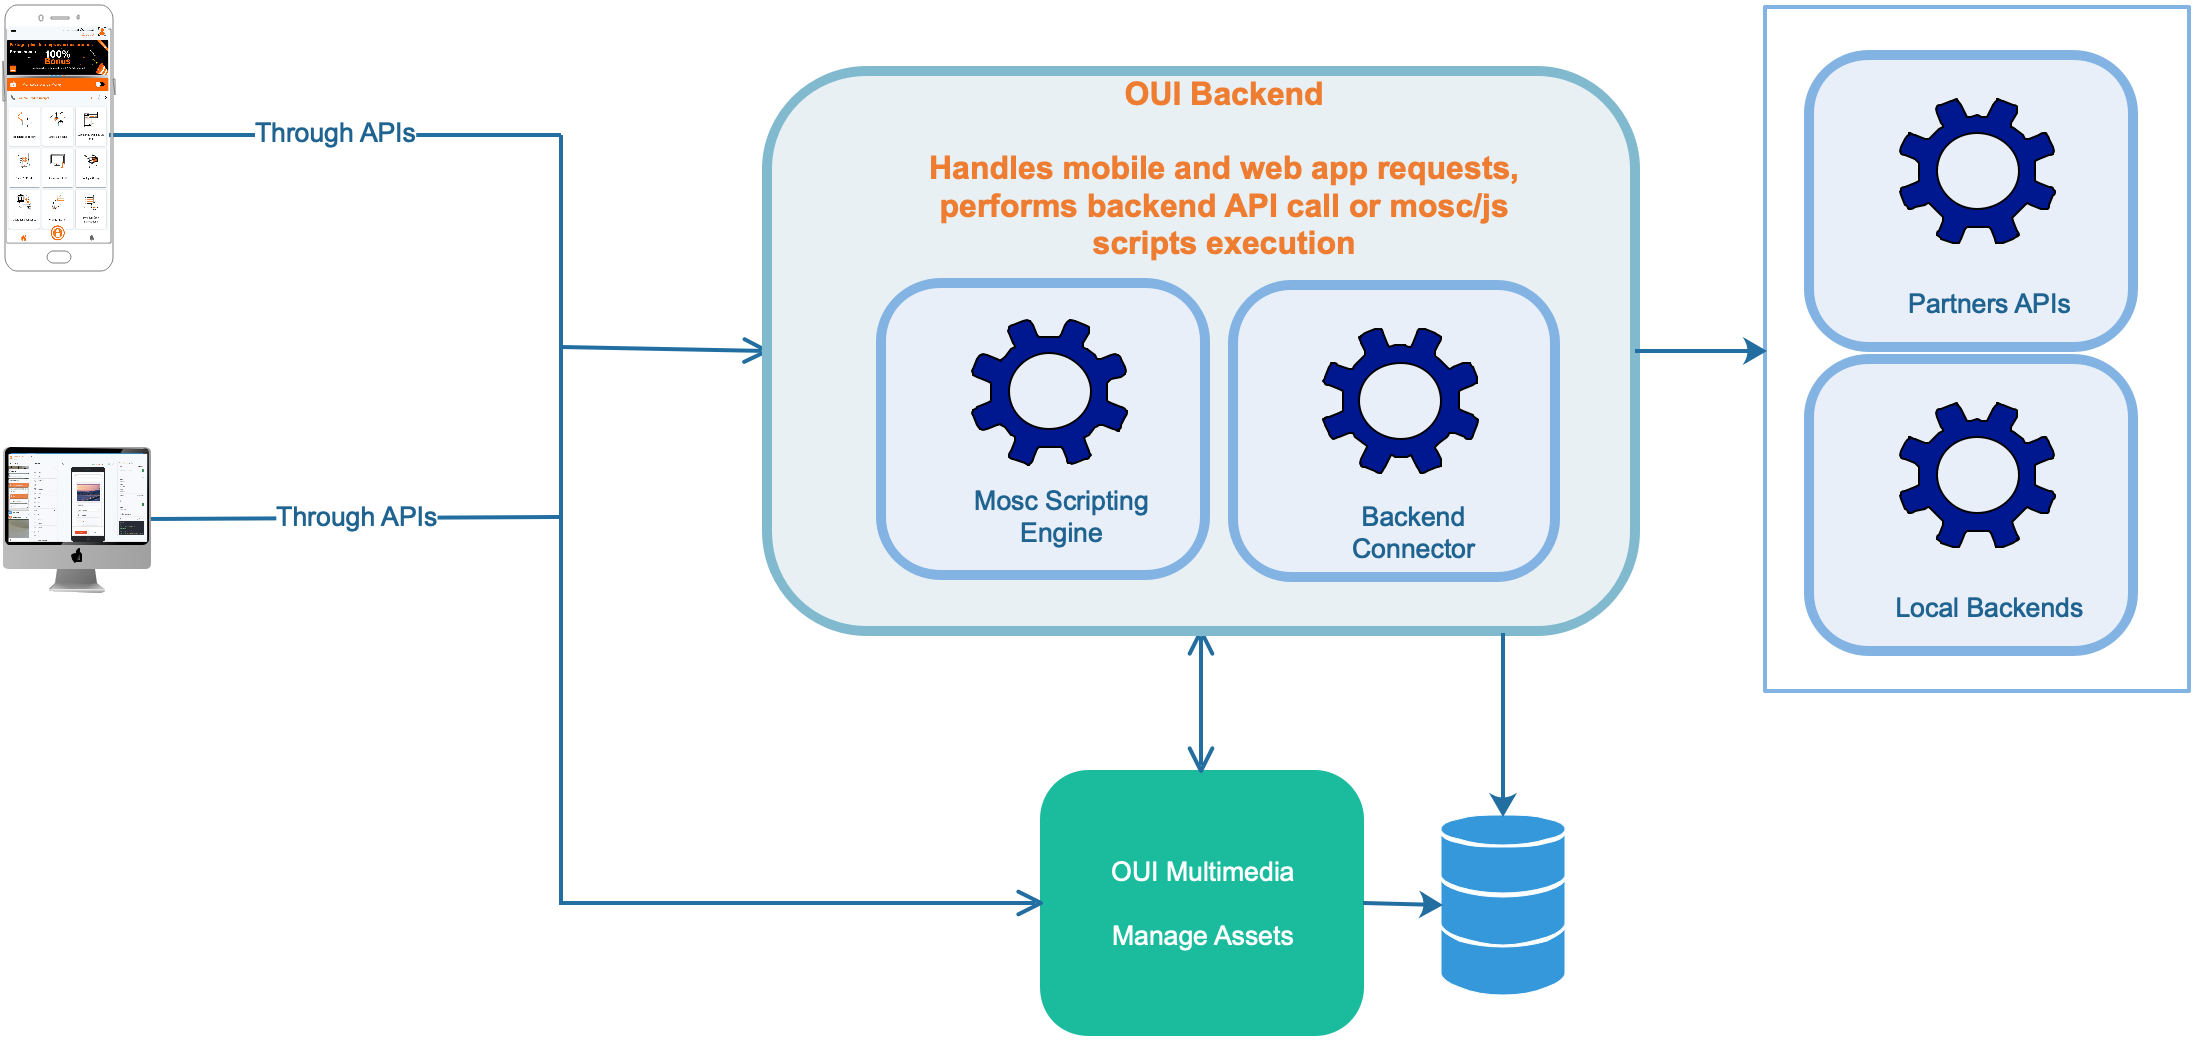 100%
Bonus
Through APIs
Through APIs
OUI Backend
Handles mobile and web app requests,
performs backend API call or mosc/js
scripts execution
Mosc Scripting
Engine
Backend
Connector
Partners APIs
Local Backends
OUI Multimedia
Manage Assets